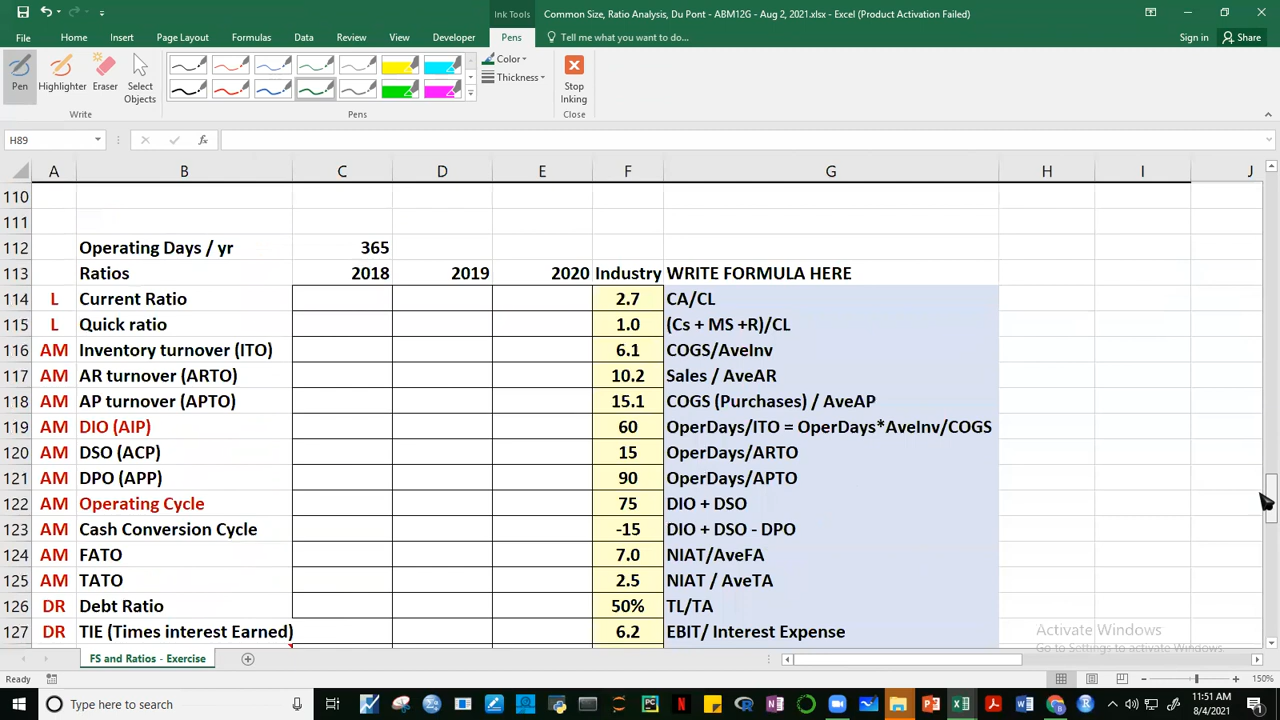 Ink Tools
Common Size, Ratio Analysis, Du Pont - ABM12G - Aug 2, 2021.xlsx - Excel (Product Activation Failed)
File Home Insert Page Layout Formulas Data Review View Developer Pens Tell me what you want to do... Sign in Share
Pen Highlighter Eraser Select Objects Color Thickness Stop Inking
Write Pens Close
H89 fx
A B C D E F G H I J
110
111
112 Operating Days / yr 365
113 Ratios 2018 2019 2020 Industry WRITE FORMULA HERE
114 L Current Ratio 2.7 CA/CL
115 L Quick ratio 1.0 (Cs + MS +R)/CL
116 AM Inventory turnover (ITO) 6.1 COGS/AveInv
117 AM AR turnover (ARTO) 10.2 Sales / AveAR
118 AM AP turnover (APTO) 15.1 COGS (Purchases) / AveAP
119 AM DIO (AIP) 60 OperDays/ITO = OperDays*AveInv/COGS
120 AM DSO (ACP) 15 OperDays/ARTO
121 AM DPO (APP) 90 OperDays/APTO
122 AM Operating Cycle 75 DIO + DSO
123 AM Cash Conversion Cycle -15 DIO + DSO - DPO
124 AM FATO 7.0 NIAT/AveFA
125 AM TATO 2.5 NIAT / AveTA
126 DR Debt Ratio 50% TL/TA
127 DR TIE (Times interest Earned) 6.2 EBIT/ Interest Expense
Activate Windows
Go to Settings to activate Windows.
FS and Ratios - Exercise
Ready 150%
Type here to search
11:51 AM
8/4/2021